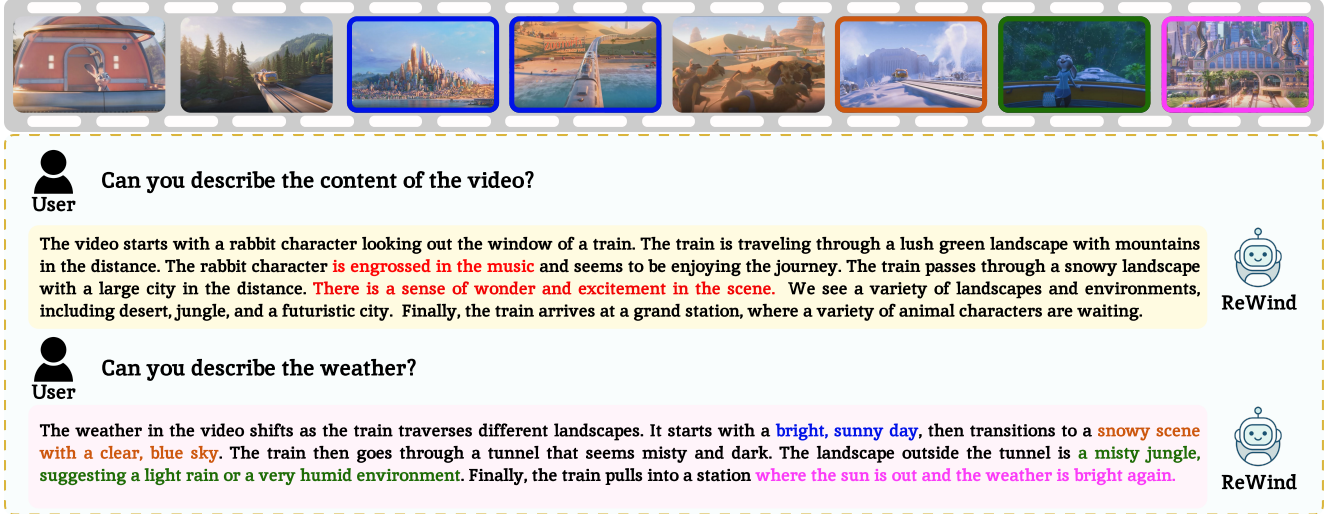 Can you describe the content of the video?
User
The video starts with a rabbit character looking out the window of a train. The train is traveling through a lush green landscape with mountains
in the distance. The rabbit character is engrossed in the music and seems to be enjoying the journey. The train passes through a snowy landscape
with a large city in the distance. There is a sense of wonder and excitement in the scene. We see a variety of landscapes and environments,
including desert, jungle, and a futuristic city. Finally, the train arrives at a grand station, where a variety of animal characters are waiting.
ReWind
Can you describe the weather?
User
The weather in the video shifts as the train traverses different landscapes. It starts with a bright, sunny day, then transitions to a snowy scene
with a clear, blue sky. The train then goes through a tunnel that seems misty and dark. The landscape outside the tunnel is a misty jungle,
suggesting a light rain or a very humid environment. Finally, the train pulls into a station where the sun is out and the weather is bright again.
ReWind